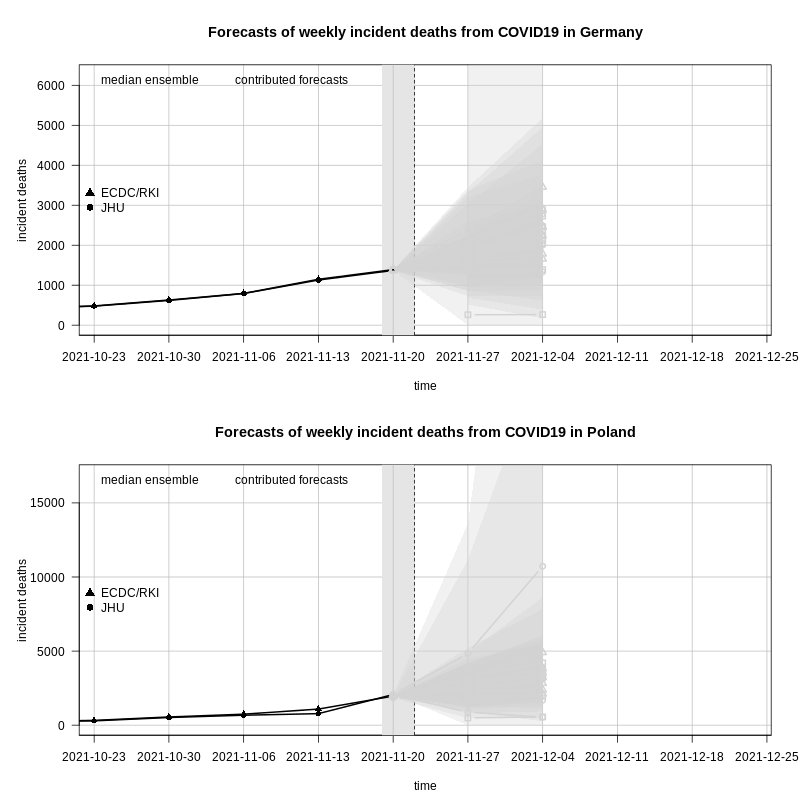 Forecasts of weekly incident deaths from COVID19 in Germany
median ensemble contributed forecasts
6000
5000
4000
3000
2000
1000
0
incident deaths
ECDC/RKI
JHU
2021-10-23 2021-10-30 2021-11-06 2021-11-13 2021-11-20 2021-11-27 2021-12-04 2021-12-11 2021-12-18 2021-12-25
time
Forecasts of weekly incident deaths from COVID19 in Poland
median ensemble contributed forecasts
15000
10000
5000
0
incident deaths
ECDC/RKI
JHU
2021-10-23 2021-10-30 2021-11-06 2021-11-13 2021-11-20 2021-11-27 2021-12-04 2021-12-11 2021-12-18 2021-12-25
time